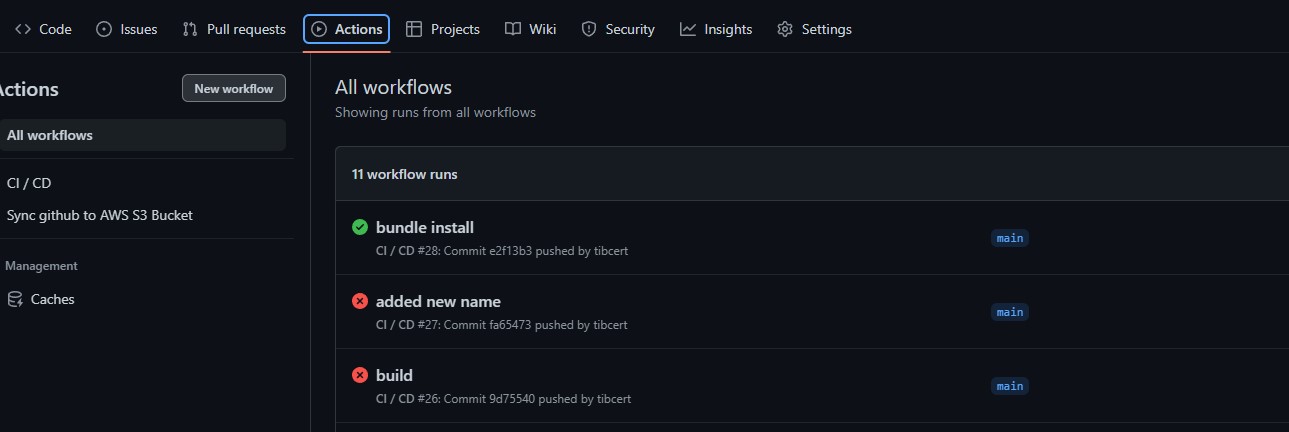 Code Issues Pull requests Actions Projects Wiki Security Insights Settings
Actions New workflow
All workflows
CI / CD
Sync github to AWS S3 Bucket
Management
Caches
All workflows
Showing runs from all workflows
11 workflow runs
bundle install
CI / CD #28: Commit e2f13b3 pushed by tibcert
main
added new name
CI / CD #27: Commit fa65473 pushed by tibcert
main
build
CI / CD #26: Commit 9d75540 pushed by tibcert
main